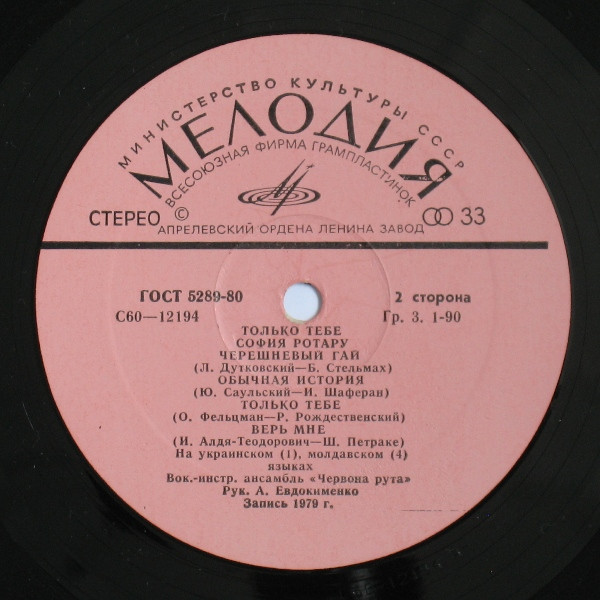 МИНИСТЕРСТВО КУЛЬТУРЫ СССР
МЕЛОДИЯ
ВСЕСОЮЗНАЯ ФИРМА ГРАМПЛАСТИНОК
СТЕРЕО ©
33
АПРЕЛЕВСКИЙ ОРДЕНА ЛЕНИНА ЗАВОД
ГОСТ 5289-80
2 сторона
С60—12194
Гр. 3. 1-90
ТОЛЬКО ТЕБЕ
СОФИЯ РОТАРУ
ЧЕРЕШНЕВЫЙ ГАЙ
(Л. Дутковский—Б. Стельмах)
ОБЫЧНАЯ ИСТОРИЯ
(Ю. Саульский—И. Шаферан)
ТОЛЬКО ТЕБЕ
(О. Фельцман—Р. Рождественский)
ВЕРЬ МНЕ
(И. Алдя-Теодорович—Ш. Петраке)
На украинском (1), молдавском (4)
языках
Вок.-инстр. ансамбль «Червона рута»
Рук. А. Евдокименко
Запись 1979 г.